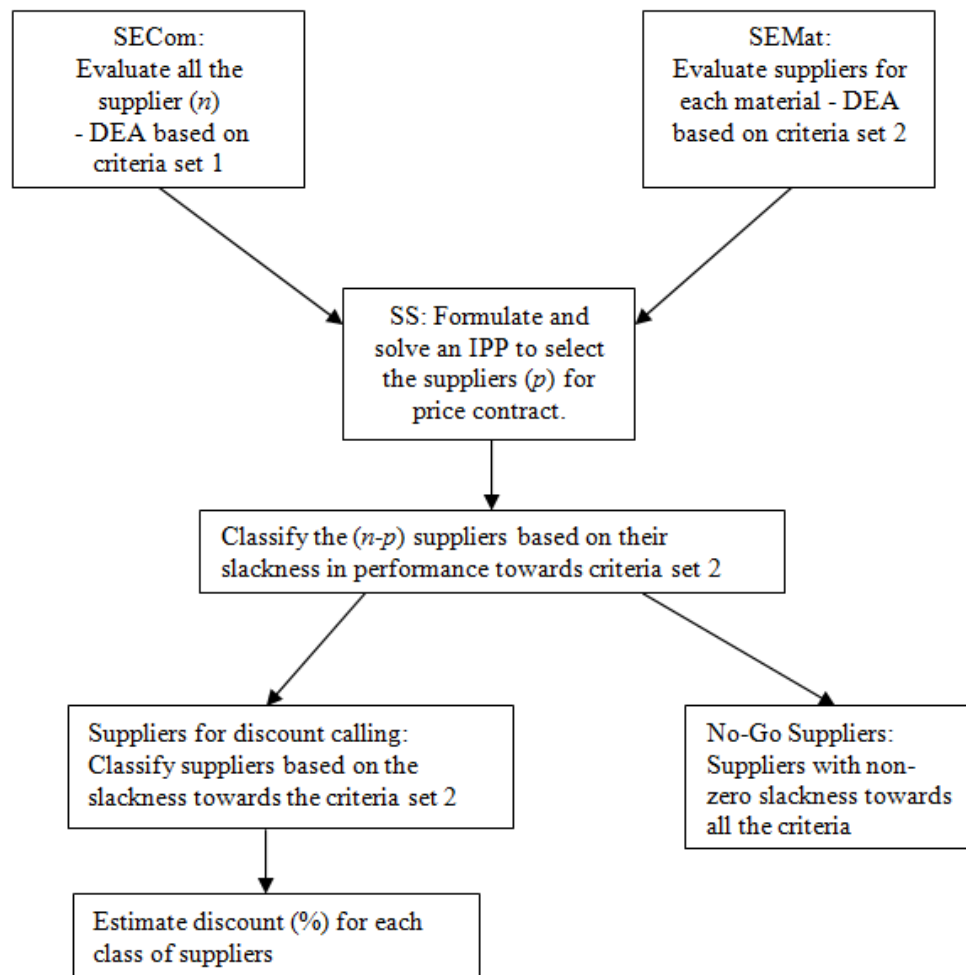 SECom:
Evaluate all the
supplier (n)
- DEA based on
criteria set 1
SEMat:
Evaluate suppliers for
each material - DEA
based on criteria set 2
SS: Formulate and
solve an IPP to select
the suppliers (p) for
price contract.
Classify the (n-p) suppliers based on their
slackness in performance towards criteria set 2
Suppliers for discount calling:
Classify suppliers based on the
slackness towards the criteria set 2
No-Go Suppliers:
Suppliers with non-
zero slackness towards
all the criteria
Estimate discount (%) for each
class of suppliers